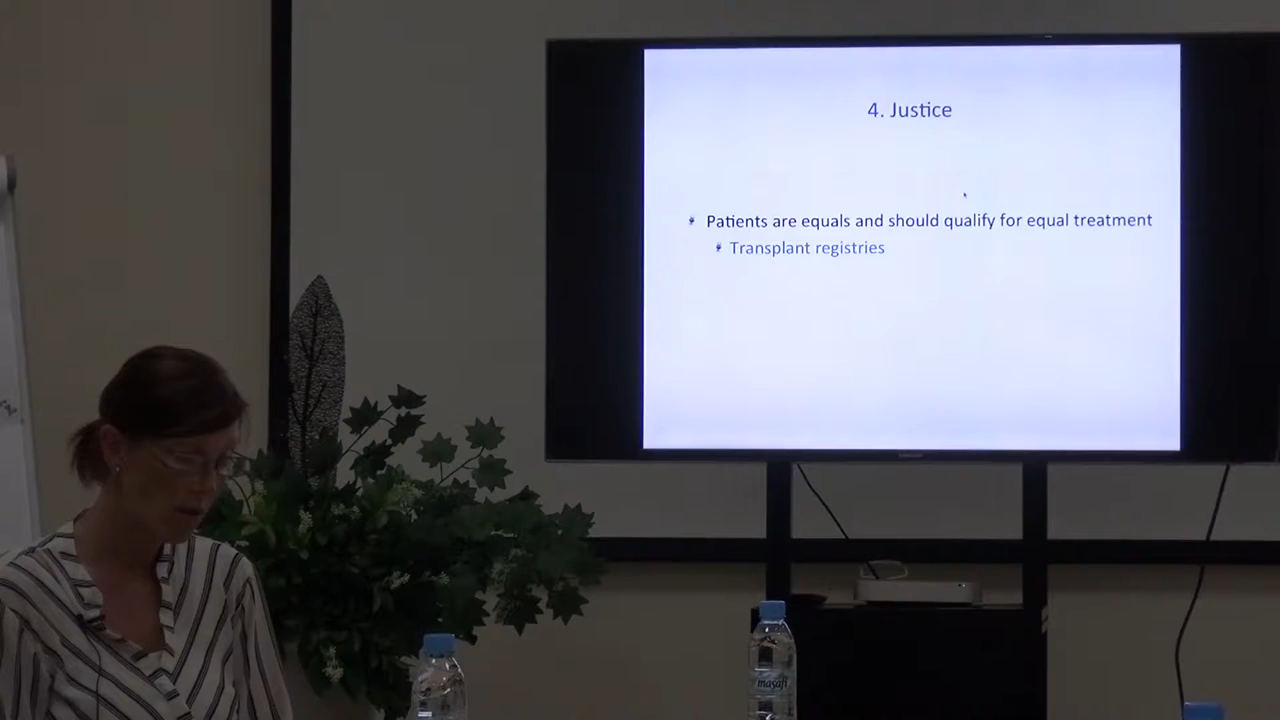 4. Justice
Patients are equals and should qualify for equal treatment
Transplant registries
masafi